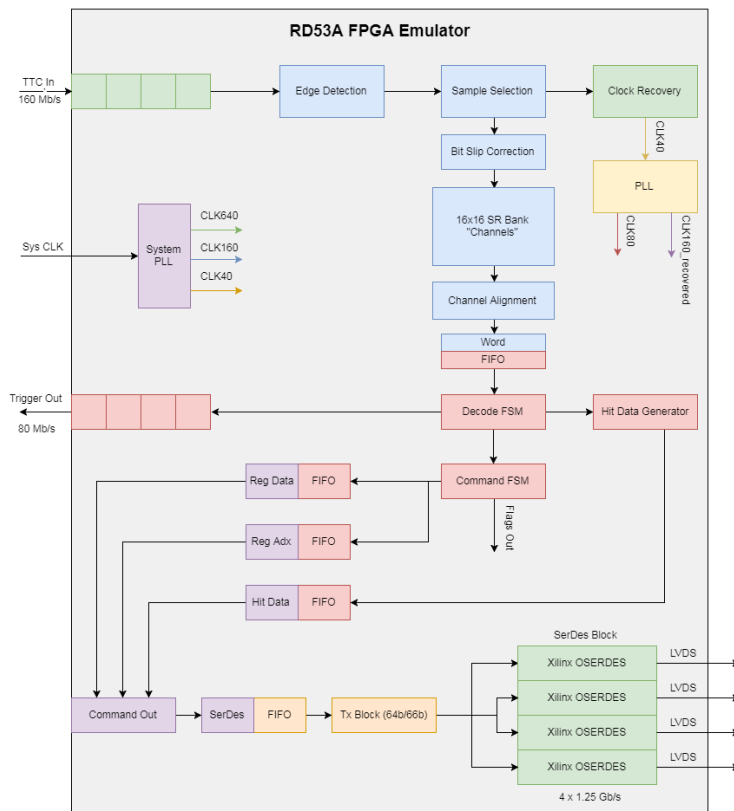 RD53A FPGA Emulator
TTC In
160 Mb/s
Edge Detection
Sample Selection
Clock Recovery
CLK40
Bit Slip Correction
PLL
16x16 SR Bank
"Channels"
CLK80
CLK160_recovered
Sys CLK
System
PLL
CLK640
CLK160
CLK40
Channel Alignment
Word
FIFO
Trigger Out
80 Mb/s
Decode FSM
Hit Data Generator
Reg Data
FIFO
Command FSM
Flags Out
Reg Adx
FIFO
Hit Data
FIFO
SerDes Block
Xilinx OSERDES
LVDS
Xilinx OSERDES
LVDS
Command Out
SerDes
FIFO
Tx Block (64b/66b)
Xilinx OSERDES
LVDS
Xilinx OSERDES
LVDS
4 x 1.25 Gb/s